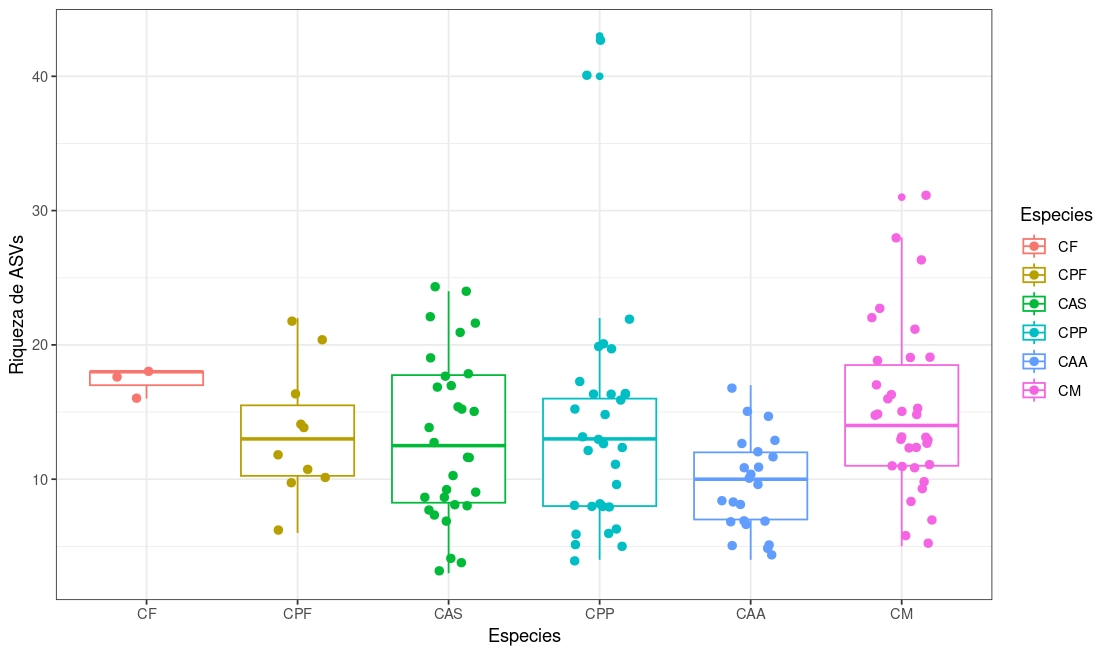 Riqueza de ASVs
40
30
20
10
CF
CPF
CAS
CPP
CAA
CM
Especies
Especies
CF
CPF
CAS
CPP
CAA
CM